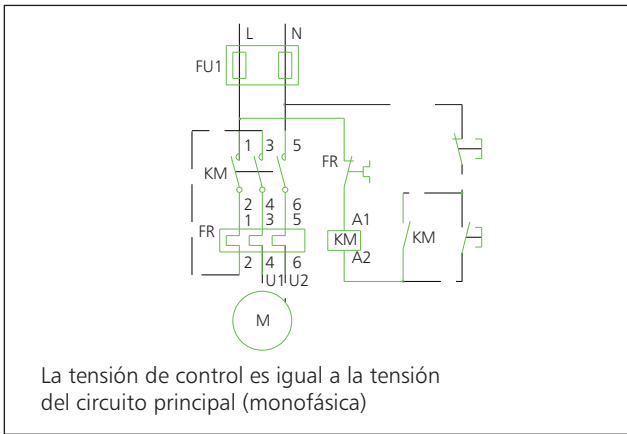 L N
FU1
1 3 5
KM
FR
2 4 6
1 3 5
FR
A1
KM
KM
A2
2 4 6
U1 U2
M
La tensión de control es igual a la tensión
del circuito principal (monofásica)